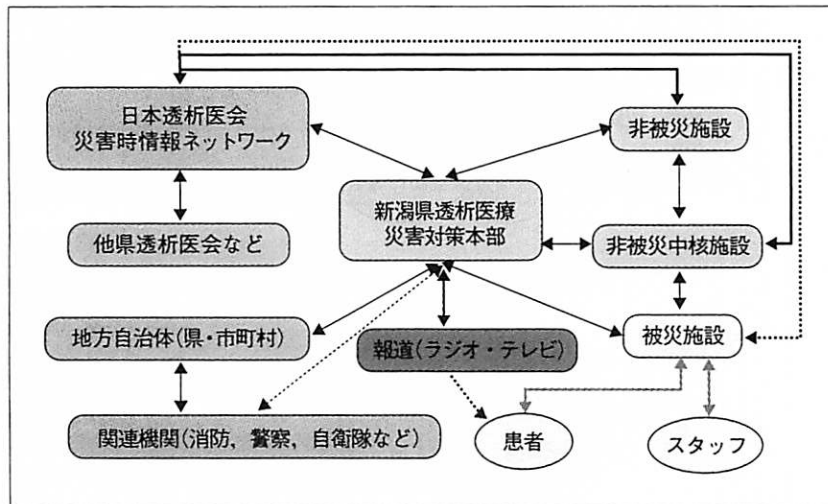 日本透析医会
災害時情報ネットワーク
非被災施設
新潟県透析医療
災害対策本部
他県透析医会など
非被災中核施設
地方自治体(県・市町村)
報道(ラジオ・テレビ)
被災施設
関連機関(消防，警察，自衛隊など)
患者
スタッフ